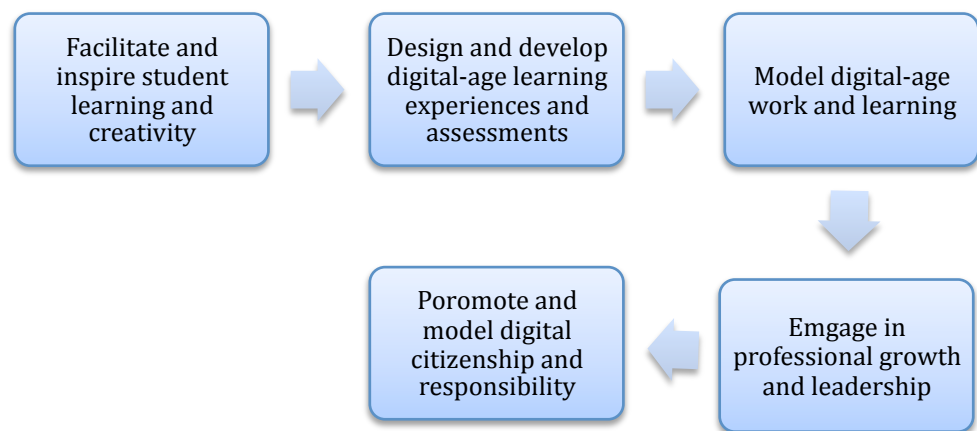 Facilitate and
inspire student
learning and
creativity
Design and develop
digital-age learning
experiences and
assessments
Model digital-age
work and learning
Emgage in
professional growth
and leadership
Poromote and
model digital
citizenship and
responsibility